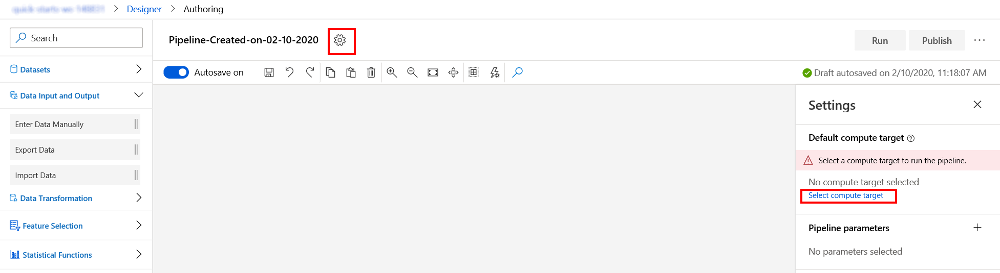 Designer > Authoring
Search
Pipeline-Created-on-02-10-2020
Run
Publish
Autosave on
Draft autosaved on 2/10/2020, 11:18:07 AM
Datasets
Data Input and Output
Enter Data Manually
Export Data
Import Data
Data Transformation
Feature Selection
Statistical Functions
Settings
Default compute target
Select a compute target to run the pipeline.
No compute target selected
Select compute target
Pipeline parameters
No parameters selected